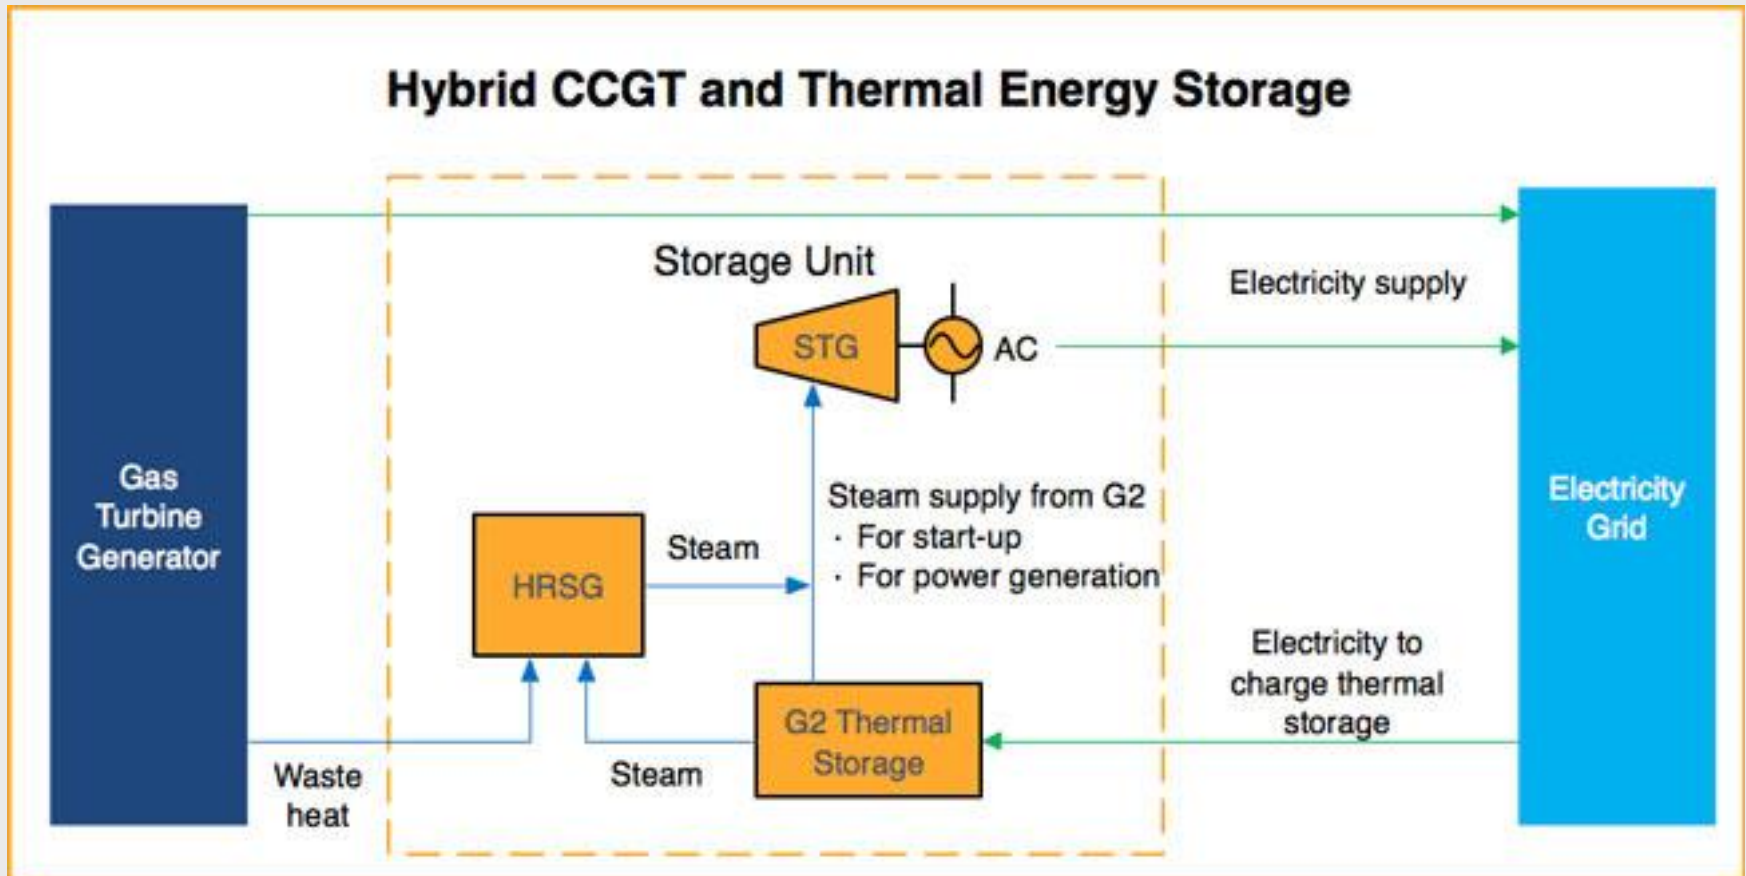 Hybrid CCGT and Thermal Energy Storage
Storage Unit
Electricity supply
STG
AC
Gas
Turbine
Generator
Electricity
Grid
Steam supply from G2
· For start-up
· For power generation
Steam
HRSG
Electricity to
charge thermal
storage
G2 Thermal
Storage
Steam
Waste
heat